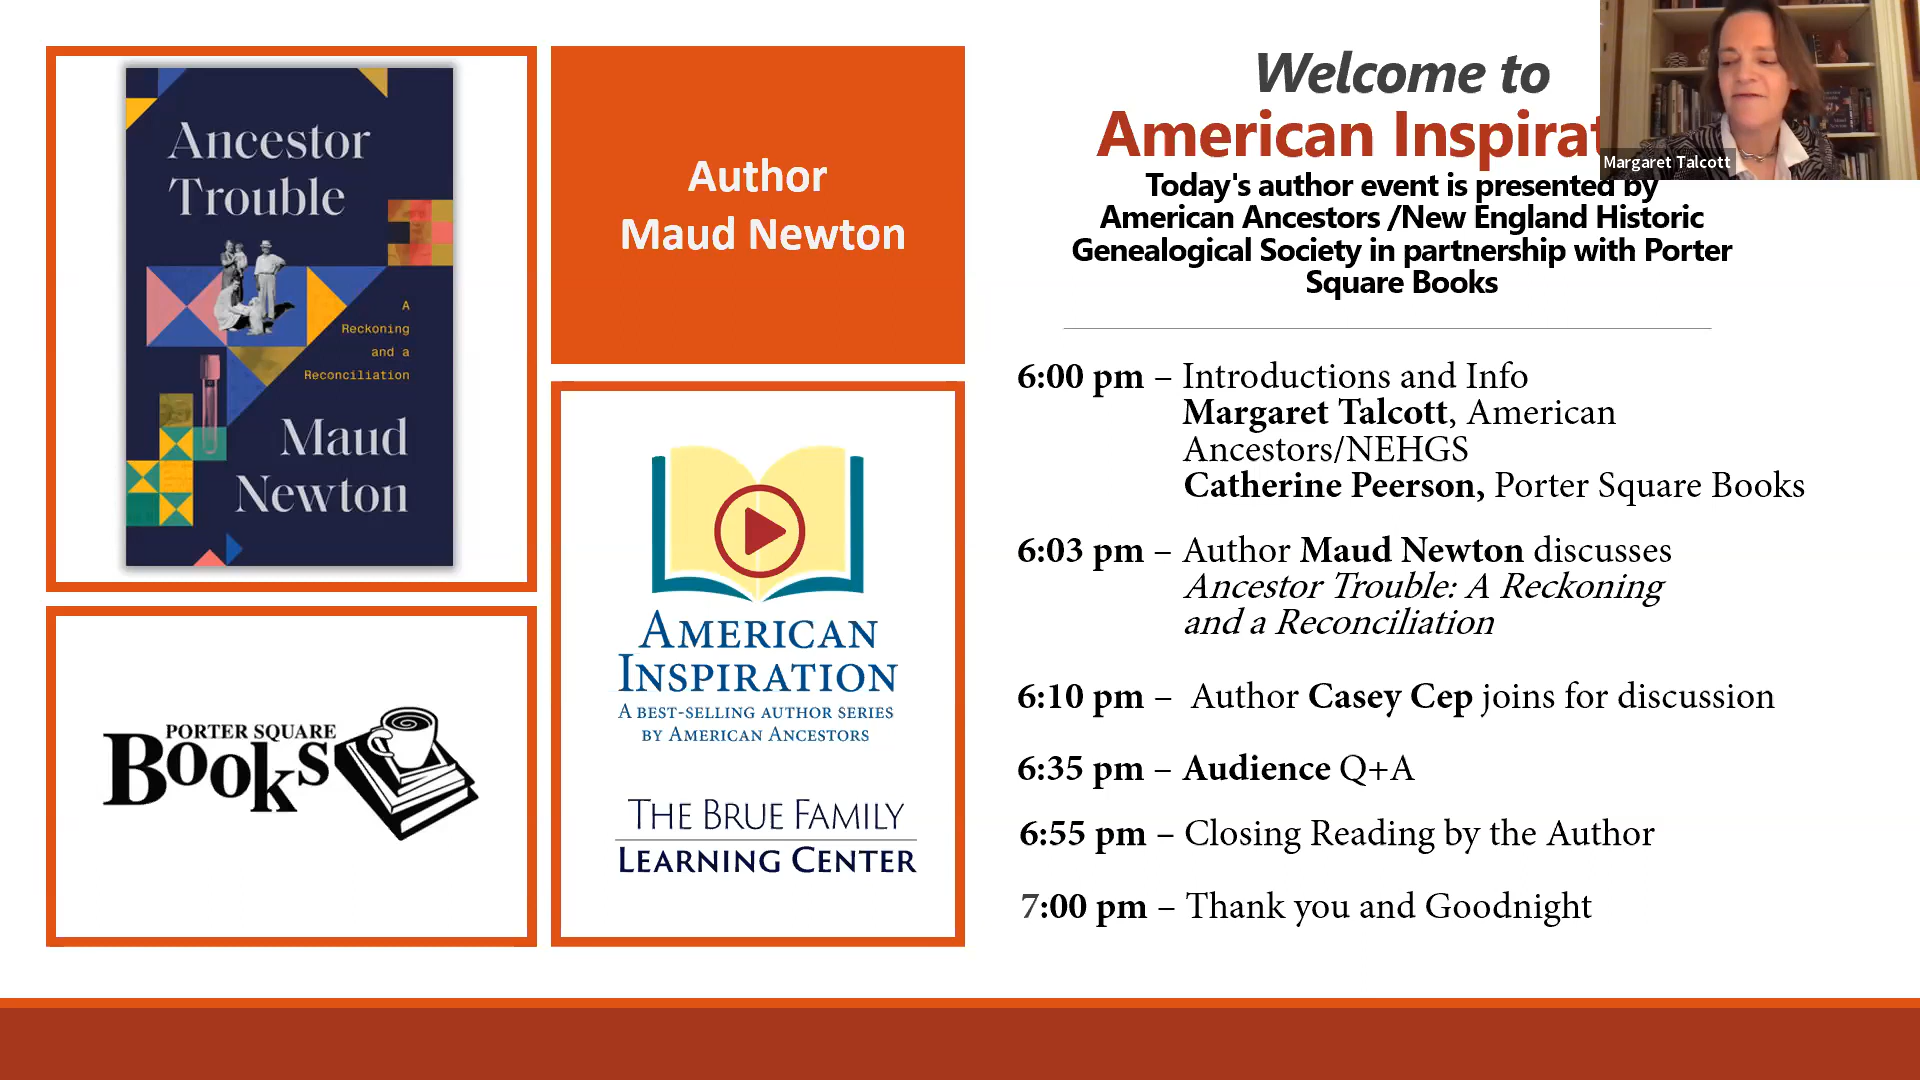 Ancestor
Trouble
A
Reckoning
and a
Reconciliation
Maud
Newton
Author
Maud Newton
PORTER SQUARE
BOOKS
AMERICAN
INSPIRATION
A BEST-SELLING AUTHOR SERIES
BY AMERICAN ANCESTORS
THE BRUE FAMILY
LEARNING CENTER
Welcome to
American Inspirat
Margaret Talcott
Today's author event is presented by
American Ancestors /New England Historic
Genealogical Society in partnership with Porter
Square Books
6:00 pm – Introductions and Info
Margaret Talcott, American
Ancestors/NEHGS
Catherine Peerson, Porter Square Books
6:03 pm – Author Maud Newton discusses
Ancestor Trouble: A Reckoning
and a Reconciliation
6:10 pm – Author Casey Cep joins for discussion
6:35 pm – Audience Q+A
6:55 pm – Closing Reading by the Author
7:00 pm – Thank you and Goodnight